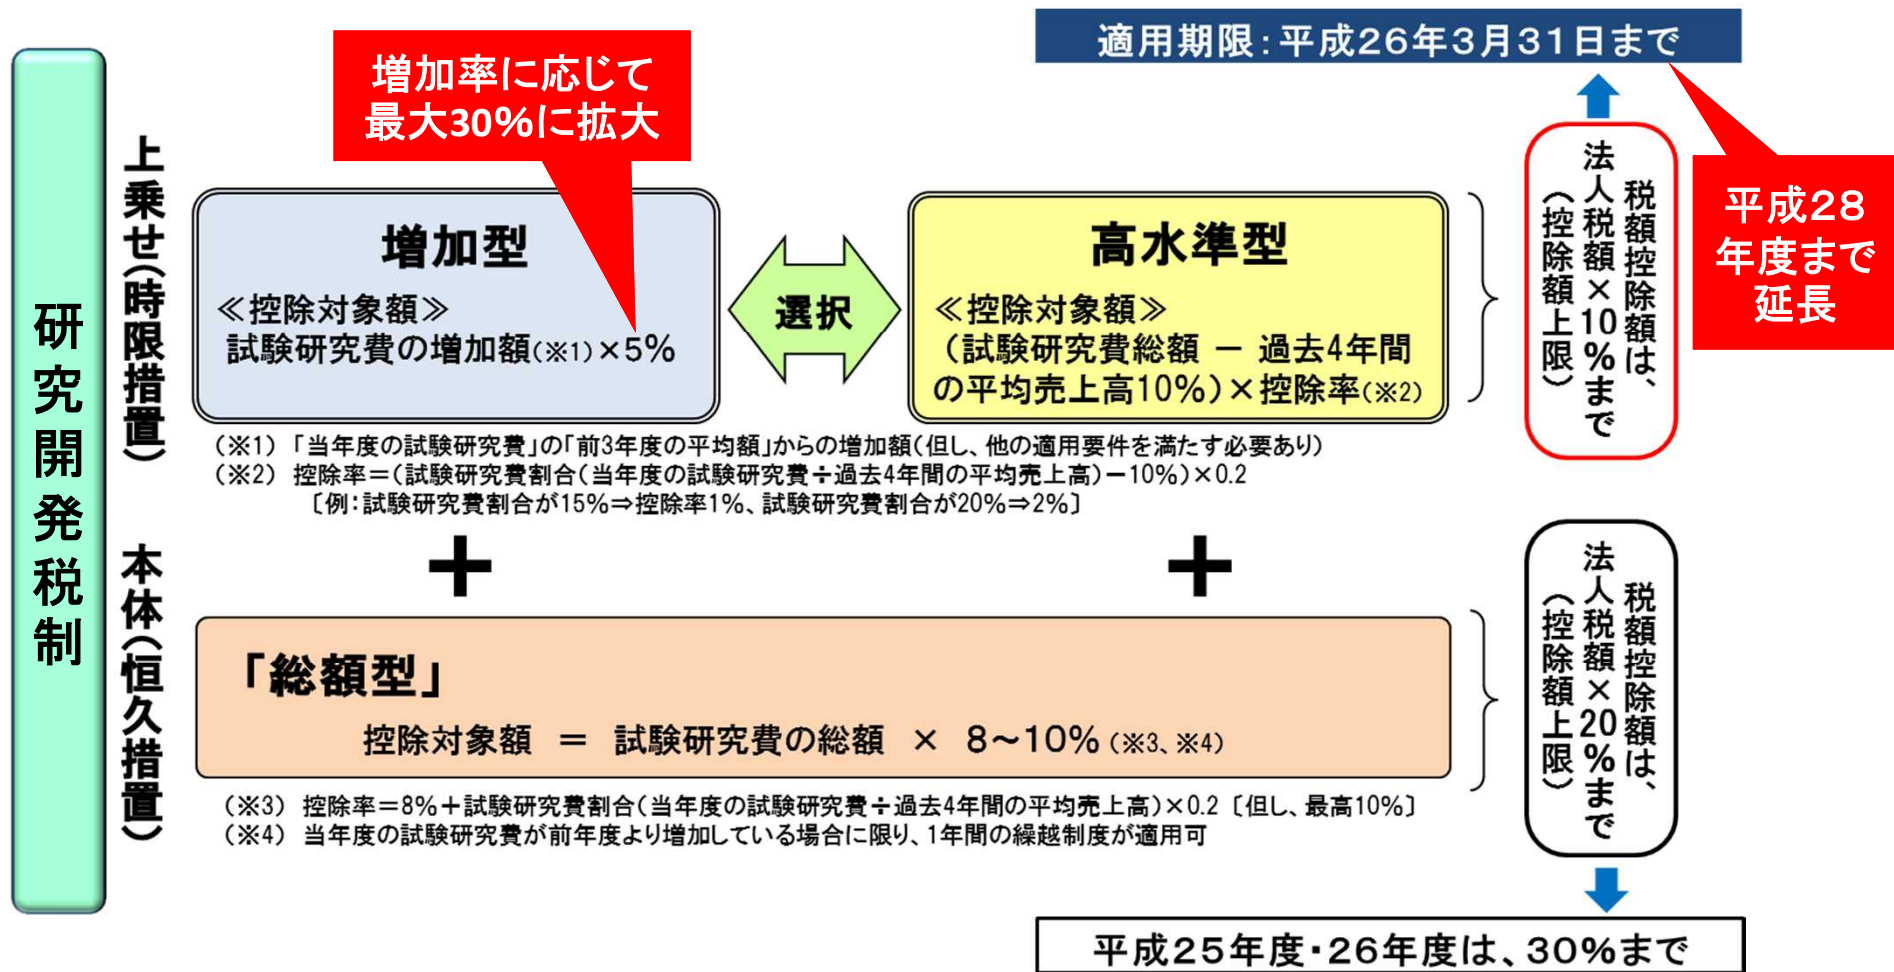 研究開発税制
適用期限：平成26年3月31日まで
増加率に応じて
最大30％に拡大
平成28
年度まで
延長
上乗せ（時限措置）
増加型
≪控除対象額≫
試験研究費の増加額（※1）×5％
選択
高水準型
≪控除対象額≫
（試験研究費総額 － 過去4年間
の平均売上高10％）×控除率（※2）
税額控除額は、
法人税額×10％まで
（控除額上限）
（※1）「当年度の試験研究費」の「前3年度の平均額」からの増加額（但し、他の適用要件を満たす必要あり）
（※2） 控除率＝（試験研究費割合（当年度の試験研究費÷過去4年間の平均売上高）－10％）×0.2
〔例：試験研究費割合が15％⇒控除率1％、試験研究費割合が20％⇒2％〕
＋
＋
本体（恒久措置）
「総額型」
控除対象額 ＝ 試験研究費の総額 × 8～10％（※3、※4）
税額控除額は、
法人税額×20％まで
（控除額上限）
（※3） 控除率＝8％＋試験研究費割合（当年度の試験研究費÷過去4年間の平均売上高）×0.2〔但し、最高10％〕
（※4） 当年度の試験研究費が前年度より増加している場合に限り、1年間の繰越制度が適用可
平成25年度・26年度は、30％まで